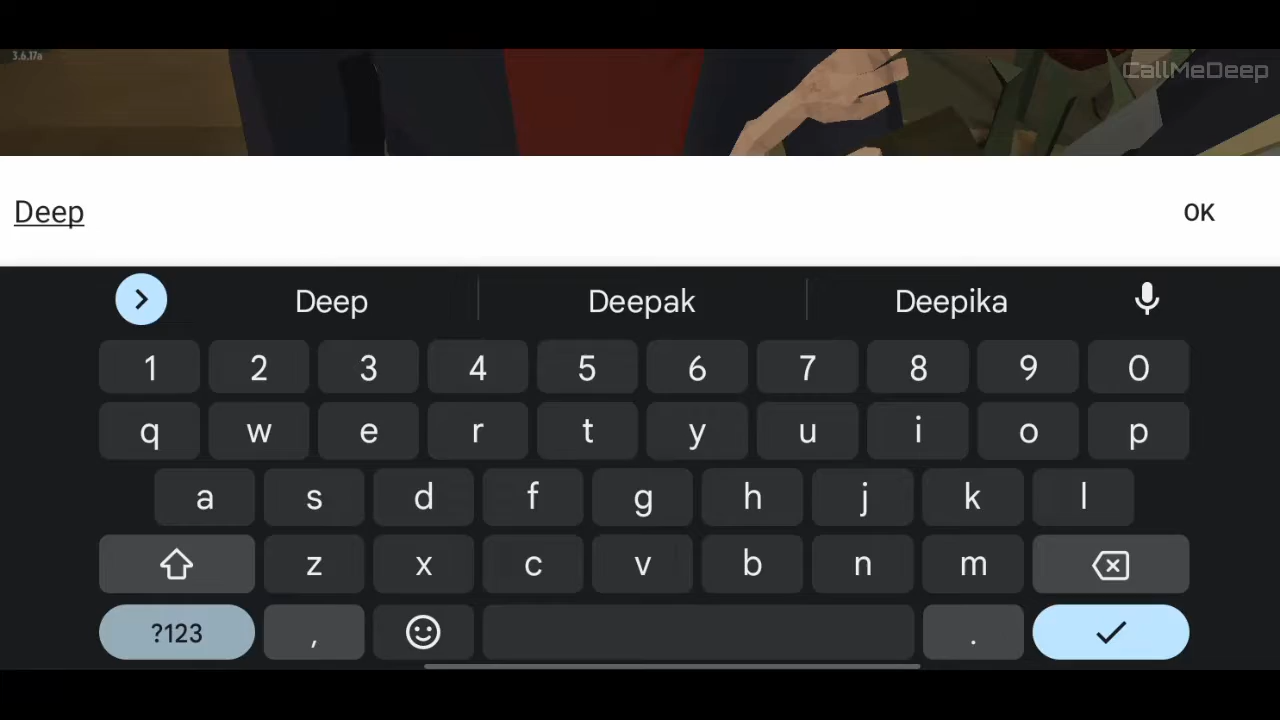 3.6.17a
CallMeDeep
Deep OK
Deep Deepak Deepika
1 2 3 4 5 6 7 8 9 0
q w e r t y u i o p
a s d f g h j k l
z x c v b n m
?123 , .